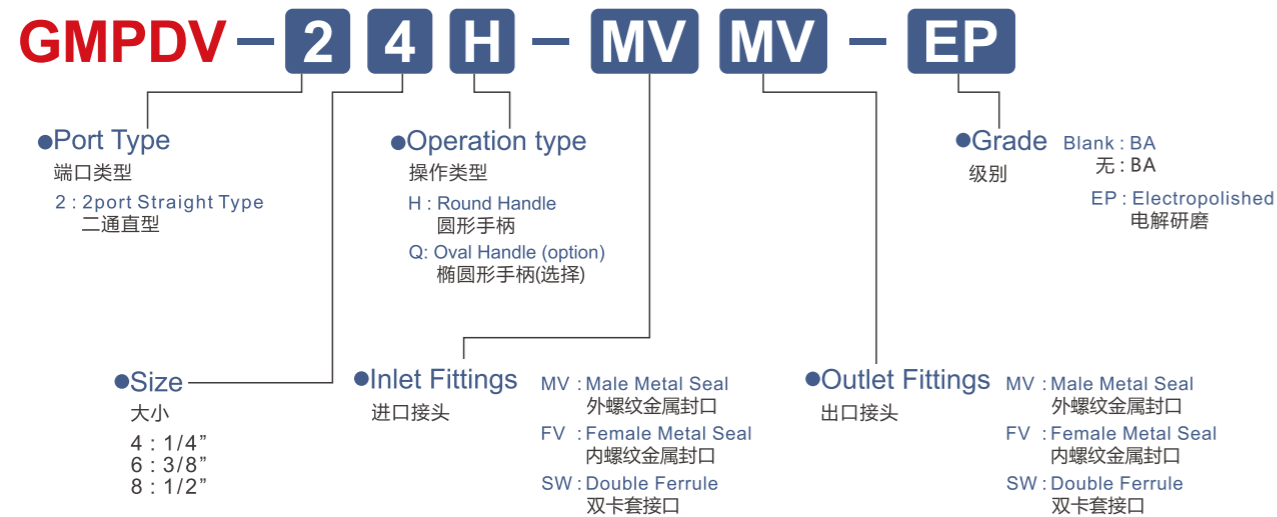 GMPDV－2 4 H－MV MV－EP
●Port Type
端口类型
2 : 2port Straight Type
二通直型
●Operation type
操作类型
H : Round Handle
圆形手柄
Q: Oval Handle (option)
椭圆形手柄(选择)
●Grade
级别
Blank : BA
无 : BA
EP : Electropolished
电解研磨
●Size
大小
4 : 1/4”
6 : 3/8”
8 : 1/2”
●Inlet Fittings
进口接头
MV : Male Metal Seal
外螺纹金属封口
FV : Female Metal Seal
内螺纹金属封口
SW : Double Ferrule
双卡套接口
●Outlet Fittings
出口接头
MV : Male Metal Seal
外螺纹金属封口
FV : Female Metal Seal
内螺纹金属封口
SW : Double Ferrule
双卡套接口